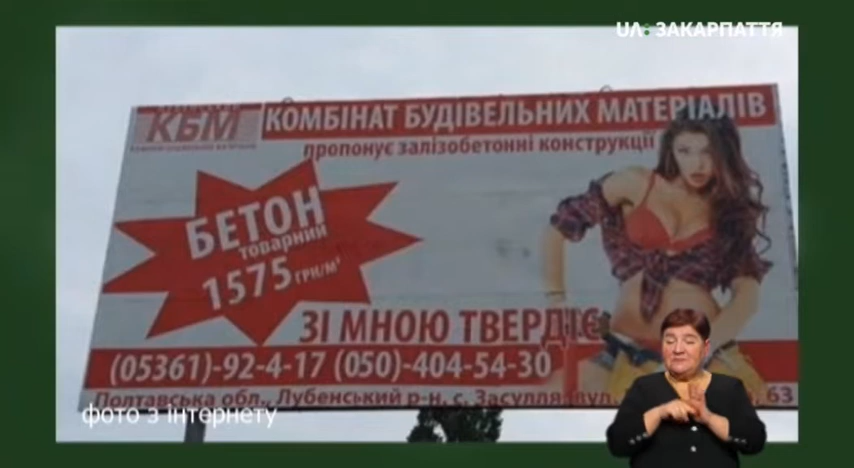 UA: ЗАКАРПАТТЯ
КБМ
КОМБІНАТ БУДІВЕЛЬНИХ МАТЕРІАЛІВ
пропонує залізобетонні конструкції
БЕТОН
товарний
1575 ГРН/М³
ЗІ МНОЮ ТВЕРДІЄ
(05361)-92-4-17 (050)-404-54-30
Полтавська обл., Лубенський р-н, с. Засулля, вул. 63
фото з інтернету